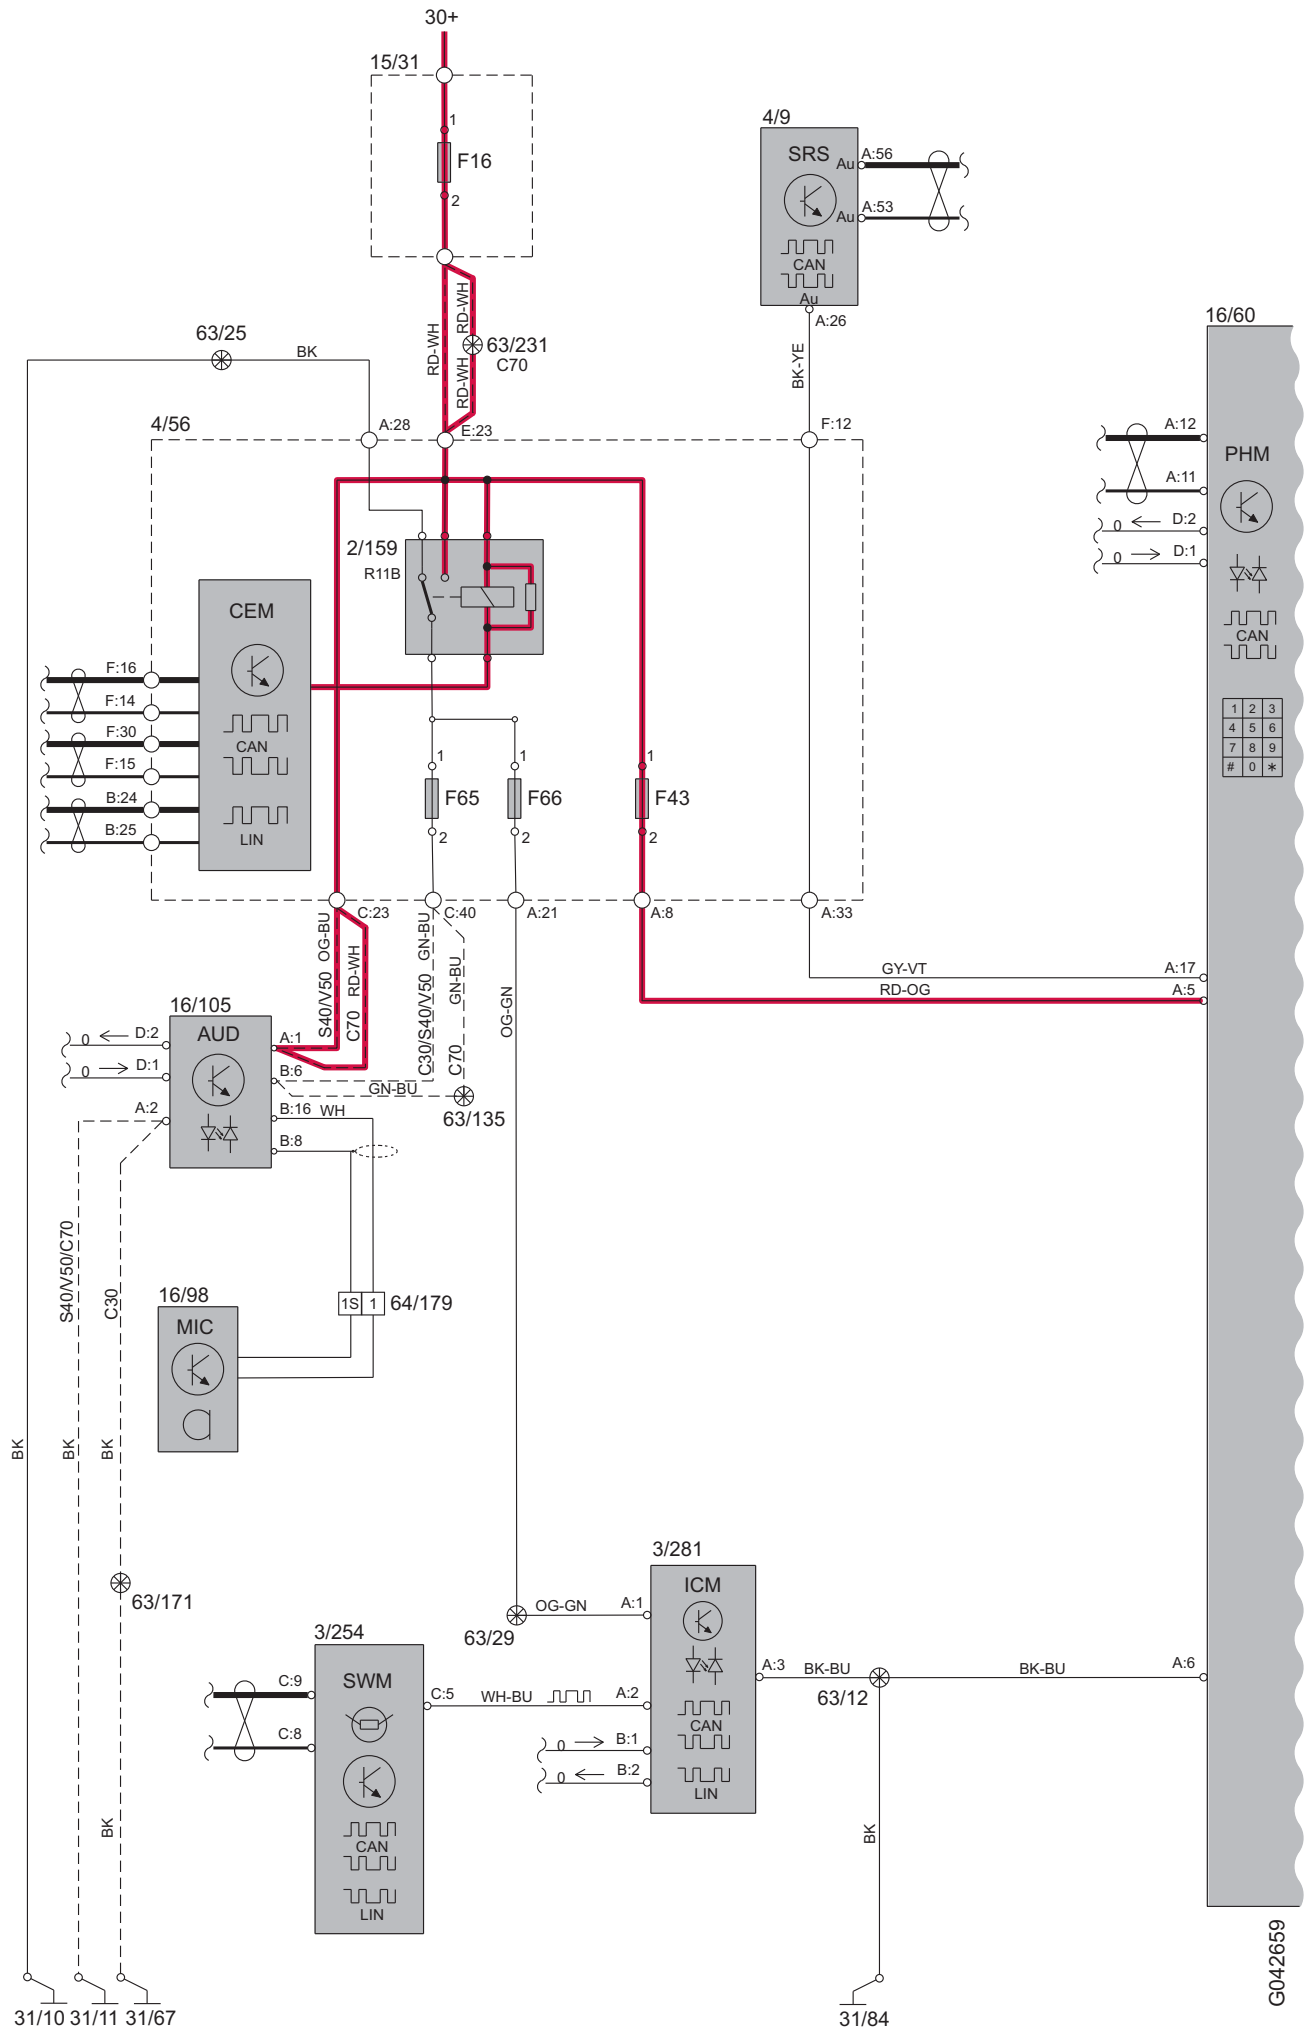 30+
15/31
1
F16
2
4/9
SRS
Au
A:56
Au
A:53
CAN
Au
A:26
16/60
63/25
BK
RD-WH
RD-WH
63/231
C70
RD-WH
BK-YE
4/56
A:28
E:23
F:12
A:12
PHM
A:11
0
D:2
0
D:1
2/159
R11B
CEM
CAN
F:16
F:14
F:30
CAN
F:15
B:24
B:25
LIN
1 2 3
4 5 6
7 8 9
# 0 *
1
1
1
F65
F66
F43
2
2
2
C:23
C:40
A:21
A:8
A:33
S40/V50 OG-BU
C70 RD-WH
C30/S40/V50 GN-BU
C70 GN-BU
OG-GN
GY-VT
A:17
RD-OG
A:5
16/105
AUD
0
D:2
A:1
0
D:1
B:6
GN-BU
A:2
B:16 WH
63/135
B:8
S40/V50/C70
C30
16/98
MIC
1S 1
64/179
BK
BK
BK
3/281
ICM
63/171
OG-GN
A:1
63/29
3/254
SWM
C:9
C:5
WH-BU
A:2
A:3
BK-BU
BK-BU
A:6
63/12
C:8
0
B:1
CAN
0
B:2
LIN
BK
CAN
LIN
BK
G042659
31/10 31/11 31/67
31/84